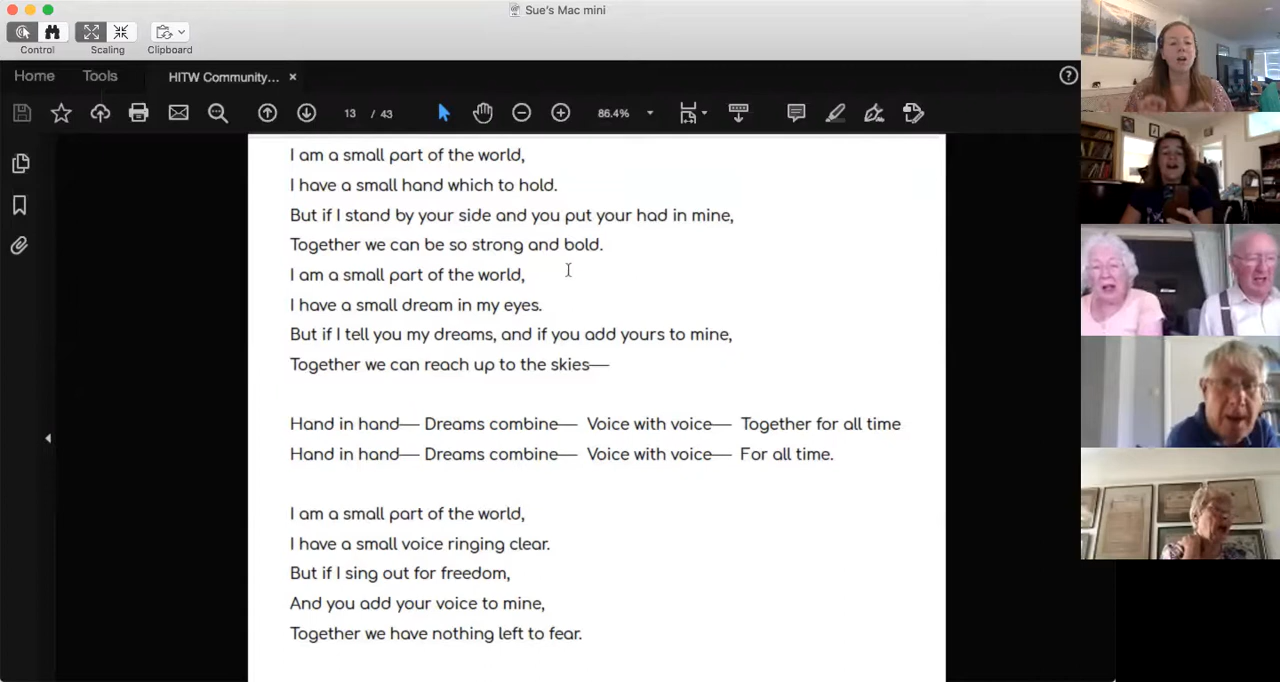 Sue's Mac mini
Control
Scaling
Clipboard
Home
Tools
HITW Community... ×
13 / 43
86.4%
I am a small part of the world,
I have a small hand which to hold.
But if I stand by your side and you put your had in mine,
Together we can be so strong and bold.
I am a small part of the world,
I have a small dream in my eyes.
But if I tell you my dreams, and if you add yours to mine,
Together we can reach up to the skies—
Hand in hand— Dreams combine— Voice with voice— Together for all time
Hand in hand— Dreams combine— Voice with voice— For all time.
I am a small part of the world,
I have a small voice ringing clear.
But if I sing out for freedom,
And you add your voice to mine,
Together we have nothing left to fear.